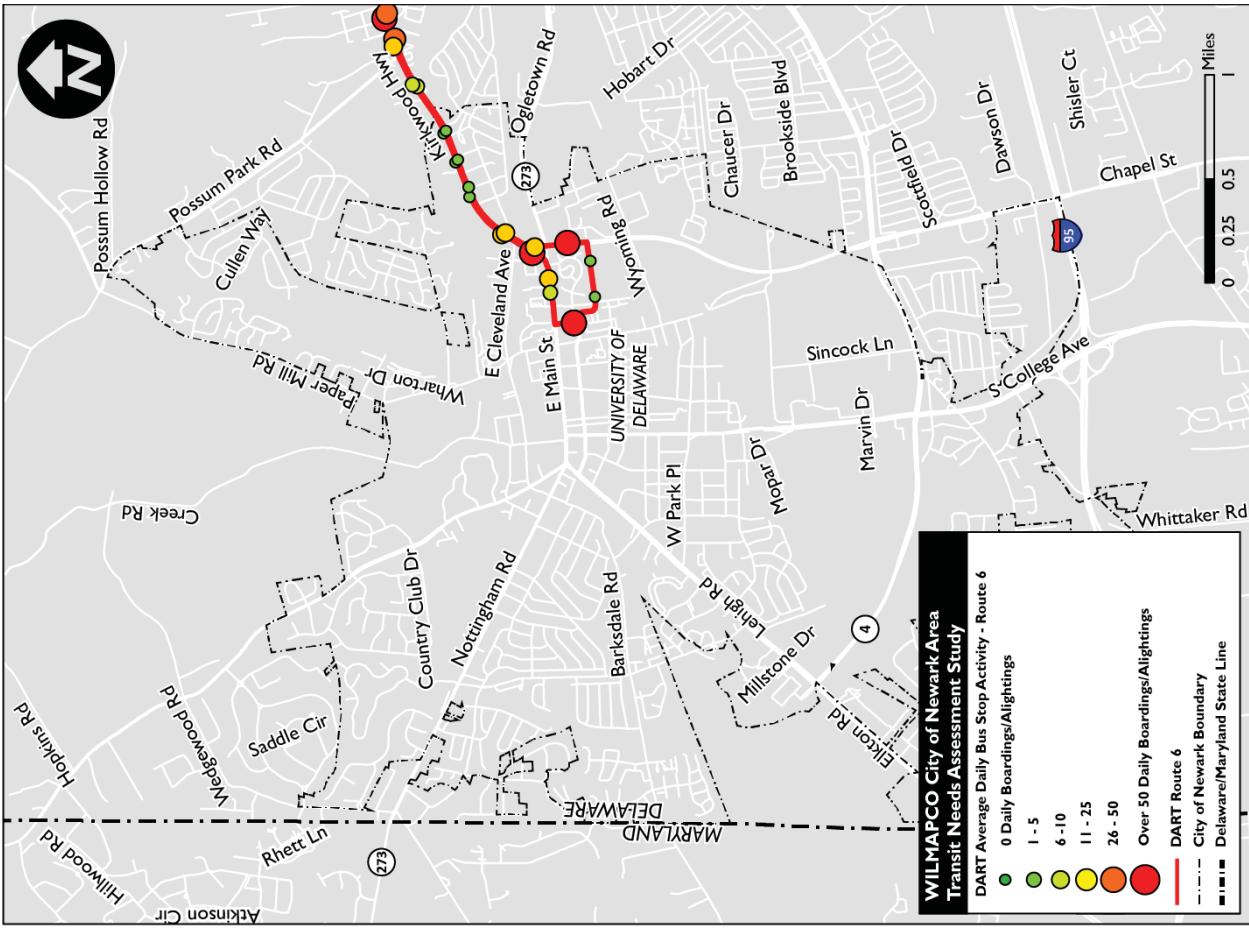 N
Possum Hollow Rd
Possum Park Rd
Cullen Way
Kirkwood Hwy
Ogletown Rd
Hobart Dr
273
Chaucer Dr
Brookside Blvd
Scottfield Dr
Dawson Dr
Shisler Ct
Chapel St
95
Wyoming Rd
E Cleveland Ave
E Main St
UNIVERSITY OF
DELAWARE
Paper Mill Rd
Wharton Dr
Creek Rd
Sincock Ln
S College Ave
Marvin Dr
Mopar Dr
W Park Pl
Whittaker Rd
Country Club Dr
Nottingham Rd
Barksdale Rd
Lehigh Rd
Millstone Dr
4
Elkton Rd
Hopkins Rd
Wedgewood Rd
Saddle Cir
Hillwood Rd
Rhett Ln
273
Atkinson Cir
MARYLAND
DELAWARE
0 0.25 0.5 1
Miles
WILMAPCO City of Newark Area
Transit Needs Assessment Study
DART Average Daily Bus Stop Activity - Route 6
0 Daily Boardings/Alightings
1 - 5
6 -10
11 - 25
26 - 50
Over 50 Daily Boardings/Alightings
DART Route 6
City of Newark Boundary
Delaware/Maryland State Line